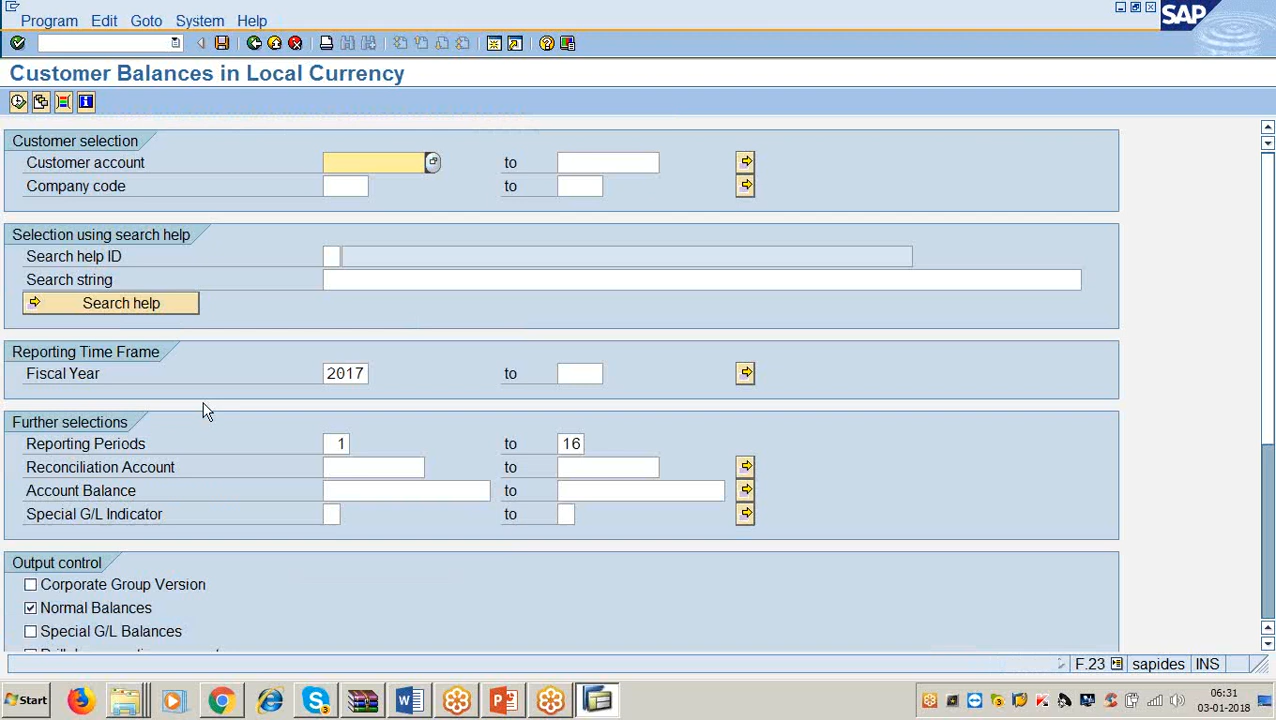 Program Edit Goto System Help
SAP
Customer Balances in Local Currency
Customer selection
Customer account to
Company code to
Selection using search help
Search help ID
Search string
Search help
Reporting Time Frame
Fiscal Year 2017 to
Further selections
Reporting Periods 1 to 16
Reconciliation Account to
Account Balance to
Special G/L Indicator to
Output control
Corporate Group Version
Normal Balances
Special G/L Balances
F.23 sapides INS
Start
06:31
03-01-2018